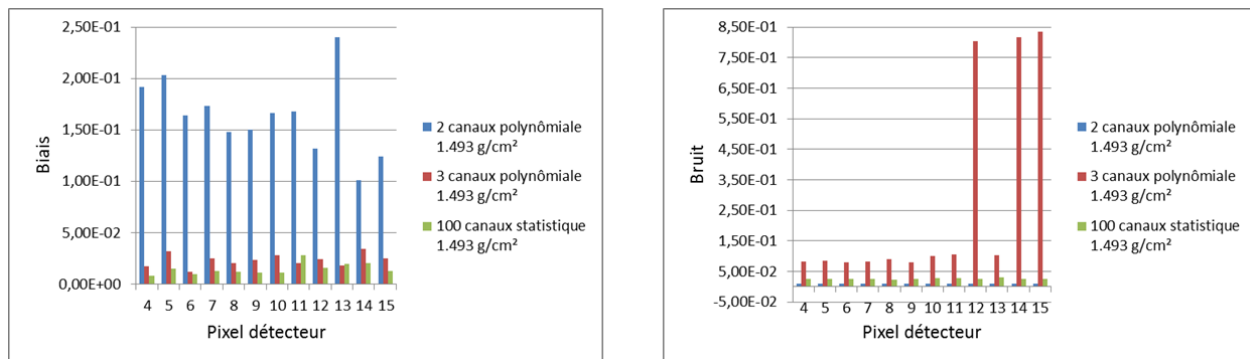 2,50E-01
2,00E-01
1,50E-01
1,00E-01
5,00E-02
0,00E+00
Biais
4 5 6 7 8 9 10 11 12 13 14 15
Pixel détecteur
2 canaux polynômiale
1.493 g/cm²
3 canaux polynômiale
1.493 g/cm²
100 canaux statistique
1.493 g/cm²
8,50E-01
7,50E-01
6,50E-01
5,50E-01
4,50E-01
3,50E-01
2,50E-01
1,50E-01
5,00E-02
-5,00E-02
Bruit
4 5 6 7 8 9 10 11 12 13 14 15
Pixel détecteur
2 canaux polynômiale
1.493 g/cm²
3 canaux polynômiale
1.493 g/cm²
100 canaux statistique
1.493 g/cm²